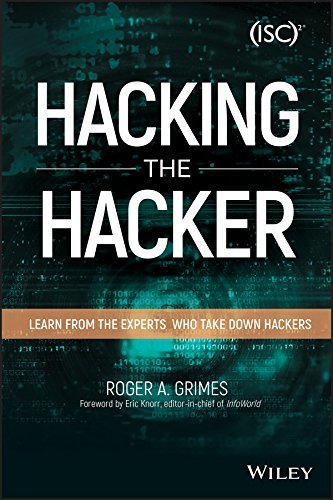 (ISC)²®
HACKING
THE
HACKER
LEARN FROM THE EXPERTS WHO TAKE DOWN HACKERS
ROGER A. GRIMES
Foreword by Eric Knorr, editor-in-chief of InfoWorld
WILEY